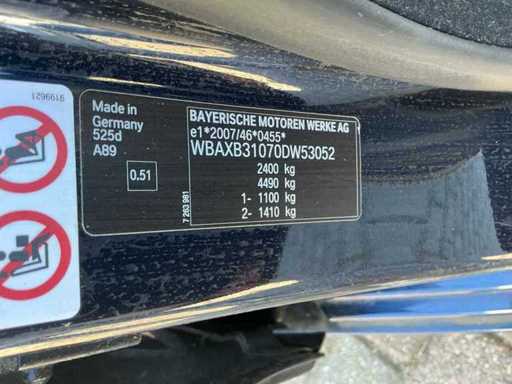 9199621
Made in
Germany
525d
A89
0.51
BAYERISCHE MOTOREN WERKE AG
e1*2007/46*0455*
WBAXB31070DW53052
2400 kg
4490 kg
1- 1100 kg
2- 1410 kg
7 263 981